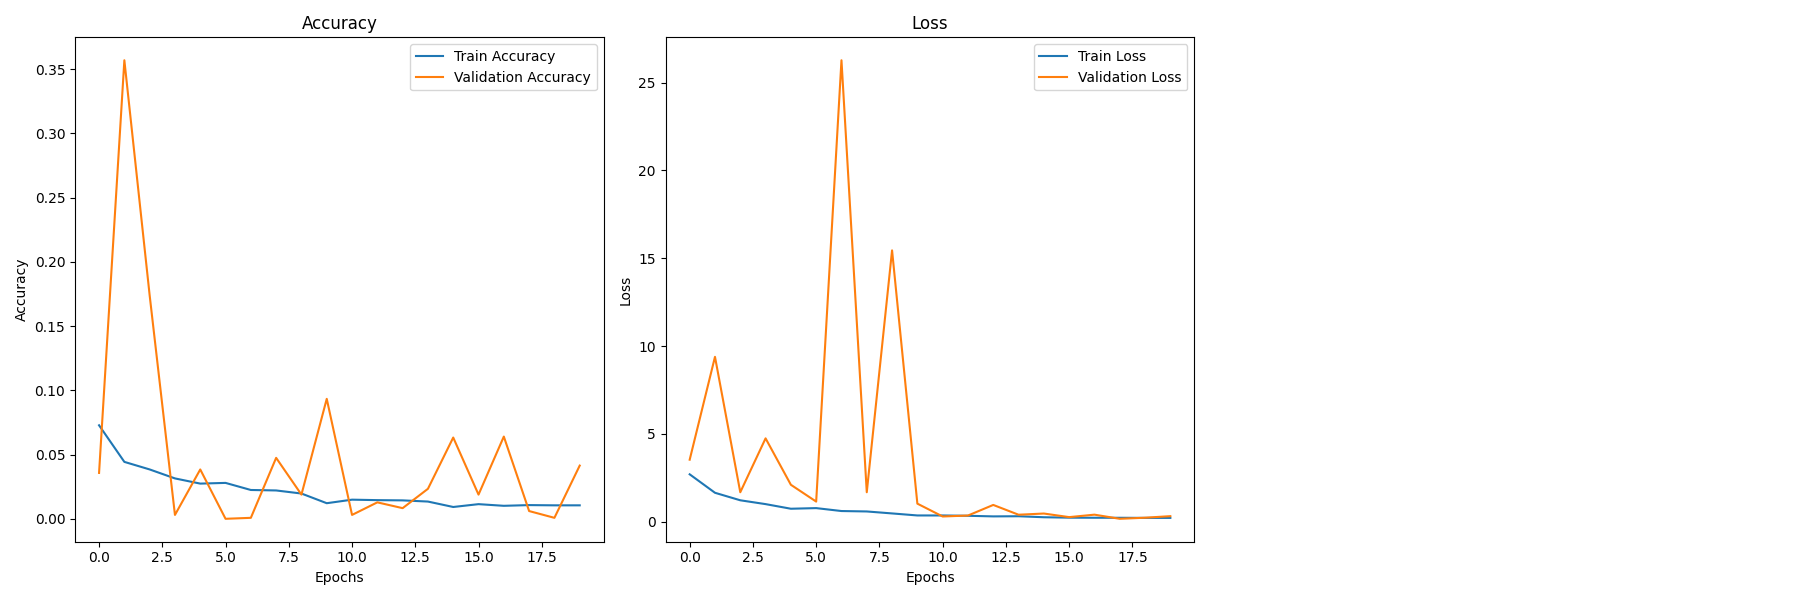 Accuracy
Train Accuracy
Validation Accuracy
0.35
0.30
0.25
0.20
0.15
0.10
0.05
0.00
Accuracy
0.0 2.5 5.0 7.5 10.0 12.5 15.0 17.5
Epochs
Loss
Train Loss
Validation Loss
25
20
15
10
5
0
Loss
0.0 2.5 5.0 7.5 10.0 12.5 15.0 17.5
Epochs